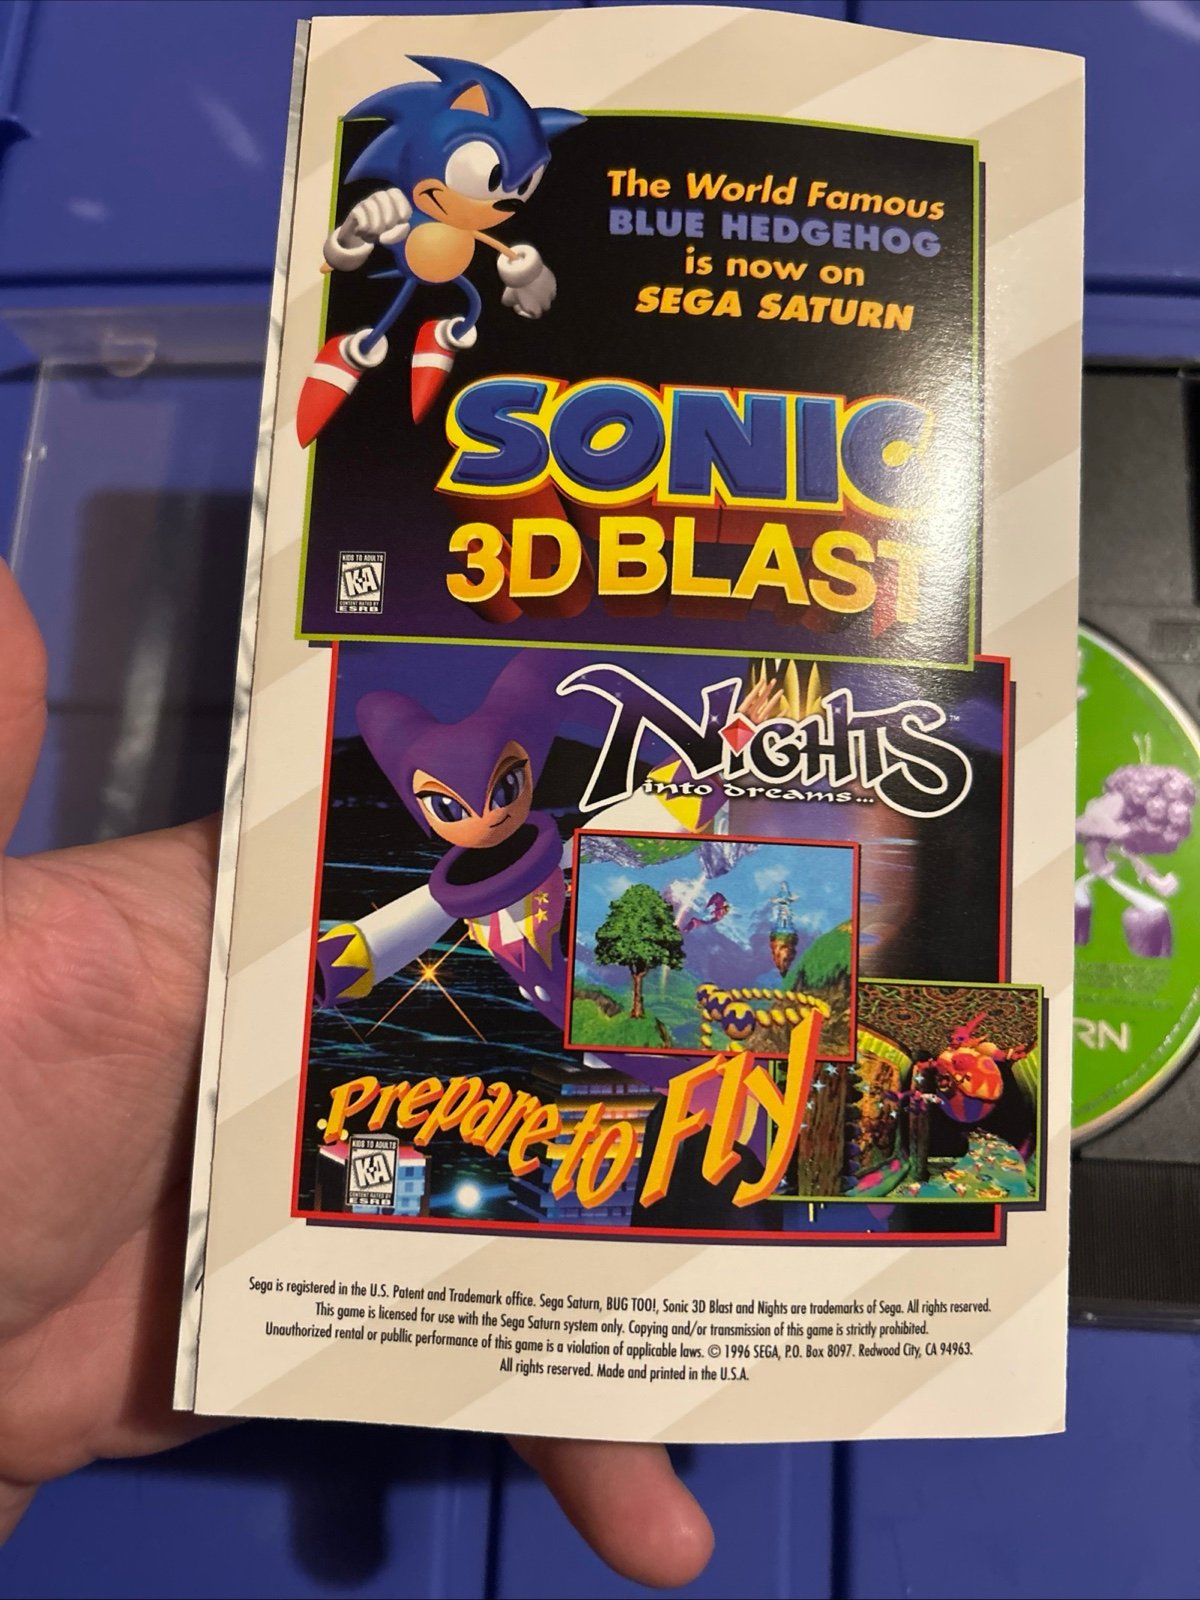 The World Famous
BLUE HEDGEHOG
is now on
SEGA SATURN
SONIC
3D BLAST
KIDS TO ADULTS
KA
CONTENT RATED BY
ESRB
NiGHTS™
into dreams...
Prepare to Fly
KIDS TO ADULTS
KA
CONTENT RATED BY
ESRB
RN
Sega is registered in the U.S. Patent and Trademark office. Sega Saturn, BUG TOO!, Sonic 3D Blast and Nights are trademarks of Sega. All rights reserved.
This game is licensed for use with the Sega Saturn system only. Copying and/or transmission of this game is strictly prohibited.
Unauthorized rental or publlic performance of this game is a violation of applicable laws. © 1996 SEGA, P.O. Box 8097. Redwood City, CA 94963.
All rights reserved. Made and printed in the U.S.A.